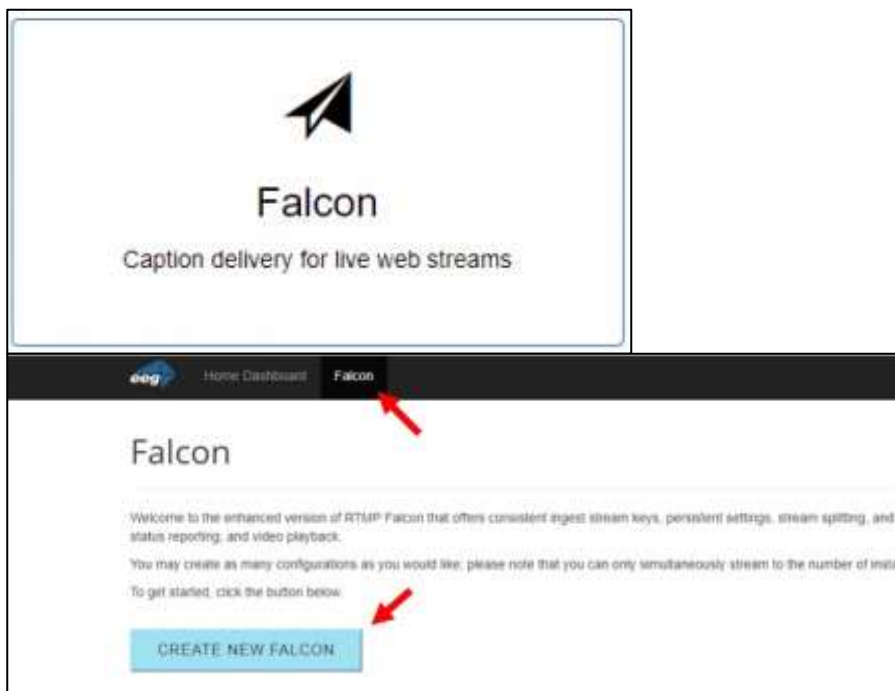 Falcon
Caption delivery for live web streams
eeg
Home Dashboard Falcon
Falcon
Welcome to the enhanced version of RTMP Falcon that offers consistent ingest stream keys, persistent settings, stream splitting, and
status reporting, and video playback.
You may create as many configurations as you would like, please note that you can only simultaneously stream to the number of insta
To get started, click the button below.
CREATE NEW FALCON